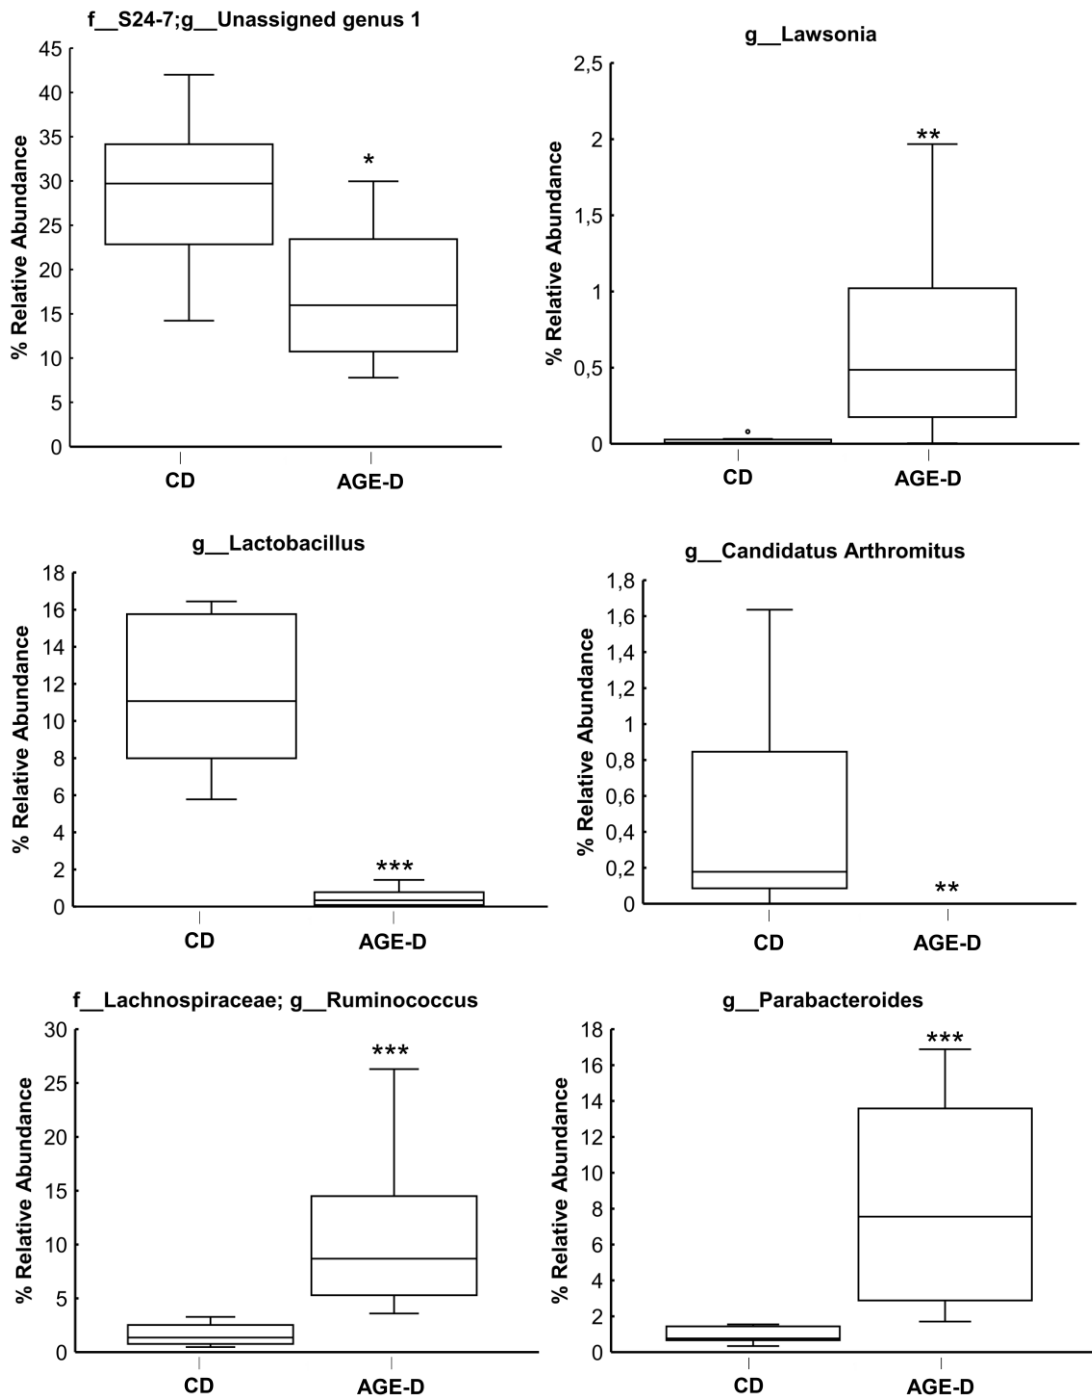 f__S24-7;g__Unassigned genus 1
% Relative Abundance
45
40
35
30
25
20
15
10
5
0
*
CD
AGE-D
g__Lawsonia
% Relative Abundance
2,5
2
1,5
1
0,5
0
**
CD
AGE-D
g__Lactobacillus
% Relative Abundance
18
16
14
12
10
8
6
4
2
0
***
CD
AGE-D
g__Candidatus Arthromitus
% Relative Abundance
1,8
1,6
1,4
1,2
1
0,8
0,6
0,4
0,2
0
**
CD
AGE-D
f__Lachnospiraceae; g__Ruminococcus
% Relative Abundance
30
25
20
15
10
5
0
***
CD
AGE-D
g__Parabacteroides
% Relative Abundance
18
16
14
12
10
8
6
4
2
0
***
CD
AGE-D